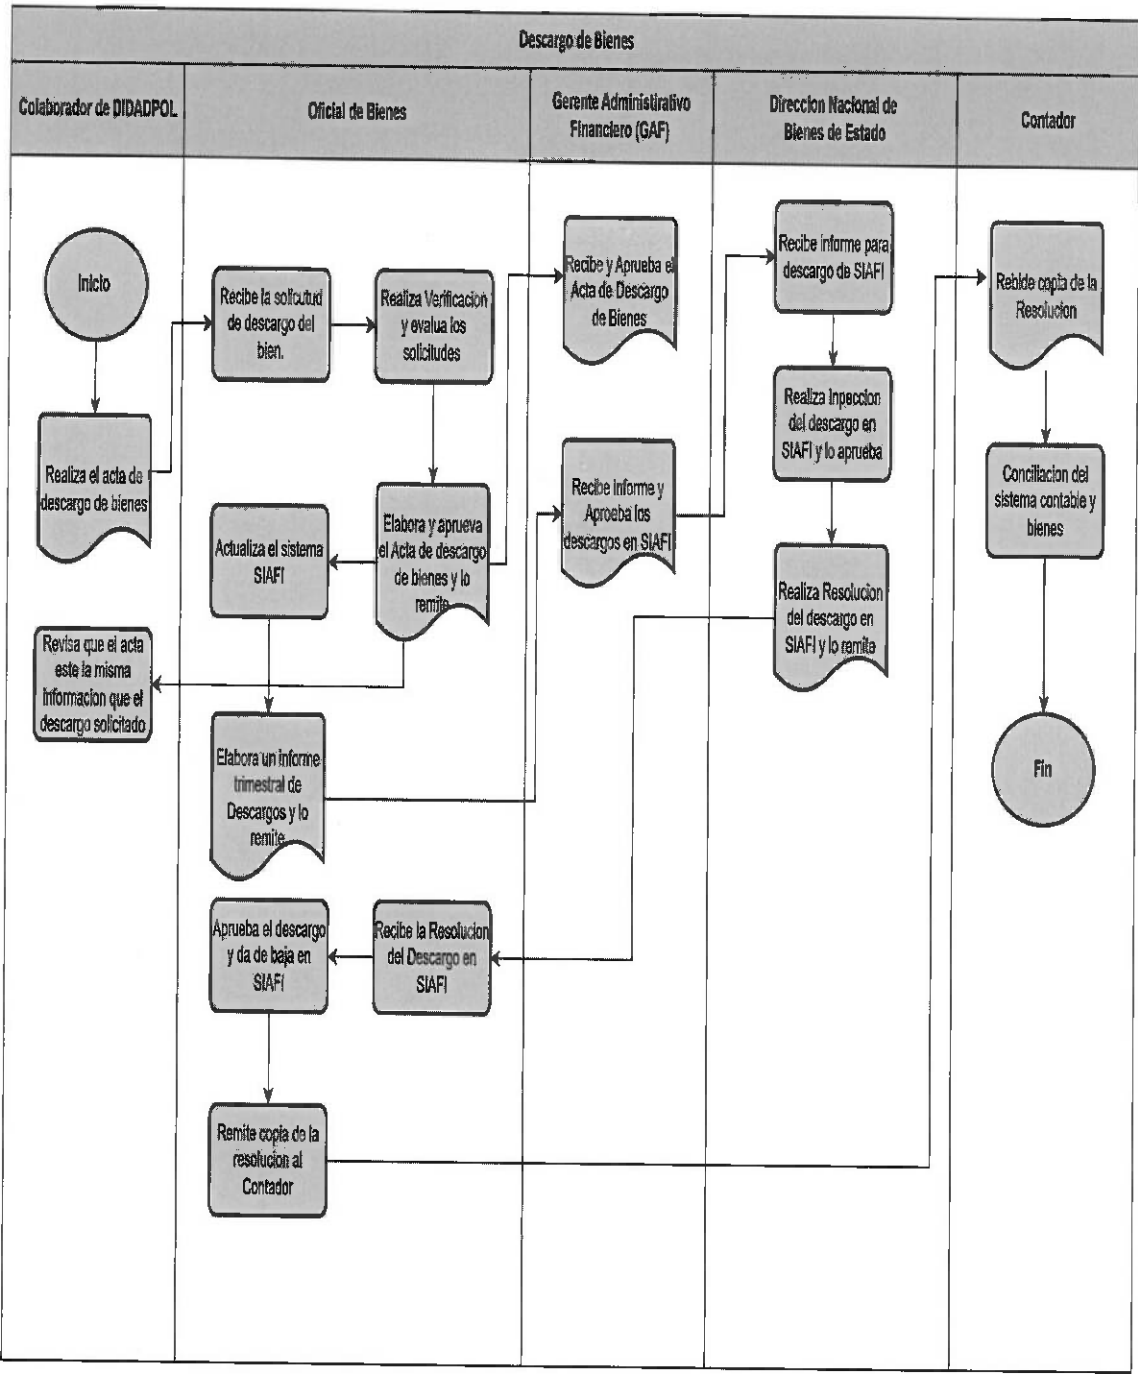 Descargo de Bienes
Colaborador de DIDADPOL
Oficial de Bienes
Gerente Administirativo
Financiero (GAF)
Direccion Nacional de
Bienes de Estado
Contador
Inicio
Realiza el acta de
descargo de bienes
Revisa que el acta
este la misma
informacion que el
descargo solicitado
Recibe la solicutud
de descargo del
bien.
Realiza Verificacion
y evalua los
solicitudes
Actualiza el sistema
SIAFI
Elabora y aprueva
el Acta de descargo
de bienes y lo
remite
Elabora un informe
trimestral de
Descargos y lo
remite
Aprueba el descargo
y da de baja en
SIAFI
Recibe la Resolucion
del Descargo en
SIAFI
Remite copia de la
resolucion al
Contador
Recibe y Aprueba el
Acta de Descargo
de Bienes
Recibe informe y
Aproeba los
descargos en SIAFI
Recibe informe para
descargo de SIAFI
Realiza Inpeccion
del descargo en
SIAFI y lo aprueba
Realiza Resolucion
del descargo en
SIAFI y lo remite
Rebide copia de la
Resolucion
Conciliacion del
sistema contable y
bienes
Fin